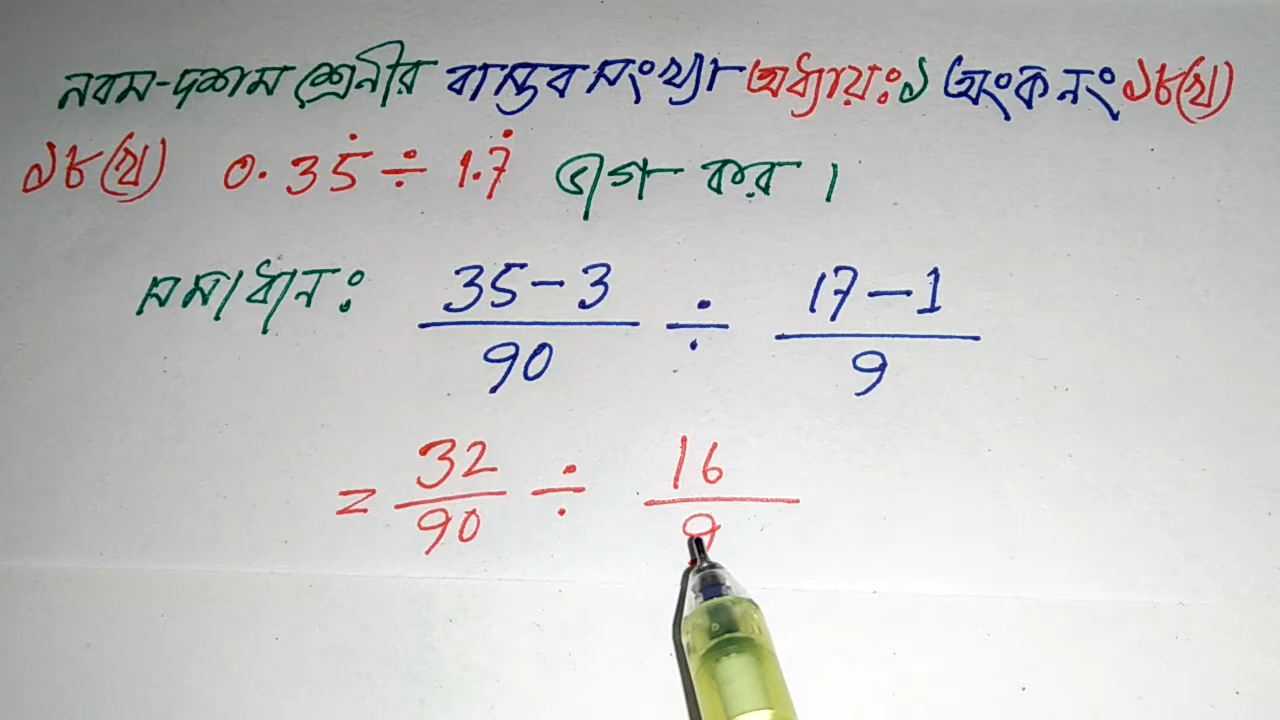 নবম-দশম শ্রেনীর বাস্তব সংখ্যা অধ্যায়ঃ১ অংক নং ১৮(খ)
১৮(খ) 0.35̇ ÷ 1.7̇ ভাগ কর ।
সমাধানঃ (35-3)/90 ÷ (17-1)/9
= 32/90 ÷ 16/9